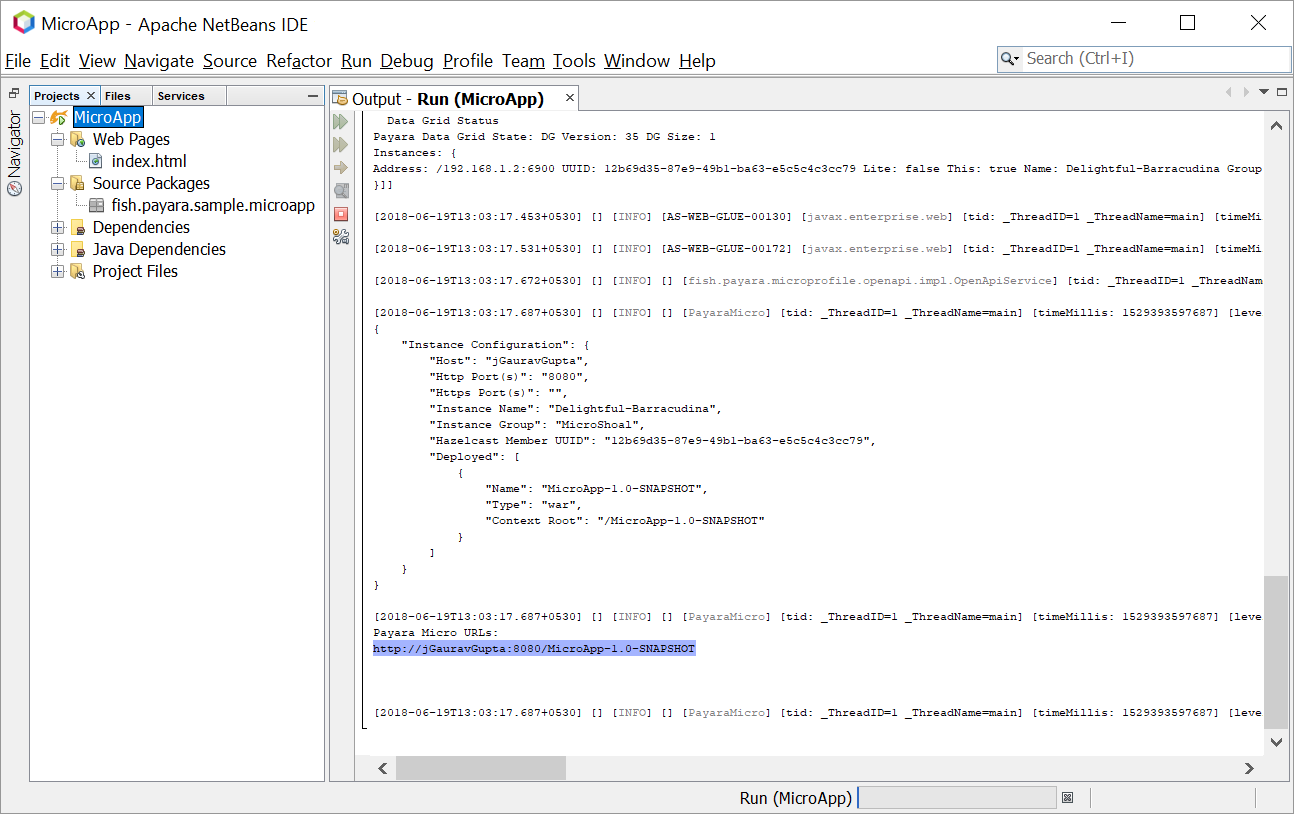 MicroApp - Apache NetBeans IDE
File Edit View Navigate Source Refactor Run Debug Profile Team Tools Window Help
Search (Ctrl+I)
Navigator
Projects Files Services
MicroApp
Web Pages
index.html
Source Packages
fish.payara.sample.microapp
Dependencies
Java Dependencies
Project Files
Output - Run (MicroApp)
Data Grid Status
Payara Data Grid State: DG Version: 35 DG Size: 1
Instances: {
Address: /192.168.1.2:6900 UUID: 12b69d35-87e9-49b1-ba63-e5c5c4c3cc79 Lite: false This: true Name: Delightful-Barracudina Group
}]]
[2018-06-19T13:03:17.453+0530] [] [INFO] [AS-WEB-GLUE-00130] [javax.enterprise.web] [tid: _ThreadID=1 _ThreadName=main] [timeMi
[2018-06-19T13:03:17.531+0530] [] [INFO] [AS-WEB-GLUE-00172] [javax.enterprise.web] [tid: _ThreadID=1 _ThreadName=main] [timeMi
[2018-06-19T13:03:17.672+0530] [] [INFO] [] [fish.payara.microprofile.openapi.impl.OpenApiService] [tid: _ThreadID=1 _ThreadNam
[2018-06-19T13:03:17.687+0530] [] [INFO] [] [PayaraMicro] [tid: _ThreadID=1 _ThreadName=main] [timeMillis: 1529393597687] [leve
{
"Instance Configuration": {
"Host": "jGauravGupta",
"Http Port(s)": "8080",
"Https Port(s)": "",
"Instance Name": "Delightful-Barracudina",
"Instance Group": "MicroShoal",
"Hazelcast Member UUID": "12b69d35-87e9-49b1-ba63-e5c5c4c3cc79",
"Deployed": [
{
"Name": "MicroApp-1.0-SNAPSHOT",
"Type": "war",
"Context Root": "/MicroApp-1.0-SNAPSHOT"
}
]
}
}
[2018-06-19T13:03:17.687+0530] [] [INFO] [] [PayaraMicro] [tid: _ThreadID=1 _ThreadName=main] [timeMillis: 1529393597687] [leve
Payara Micro URLs:
http://jGauravGupta:8080/MicroApp-1.0-SNAPSHOT
[2018-06-19T13:03:17.687+0530] [] [INFO] [] [PayaraMicro] [tid: _ThreadID=1 _ThreadName=main] [timeMillis: 1529393597687] [leve
Run (MicroApp)